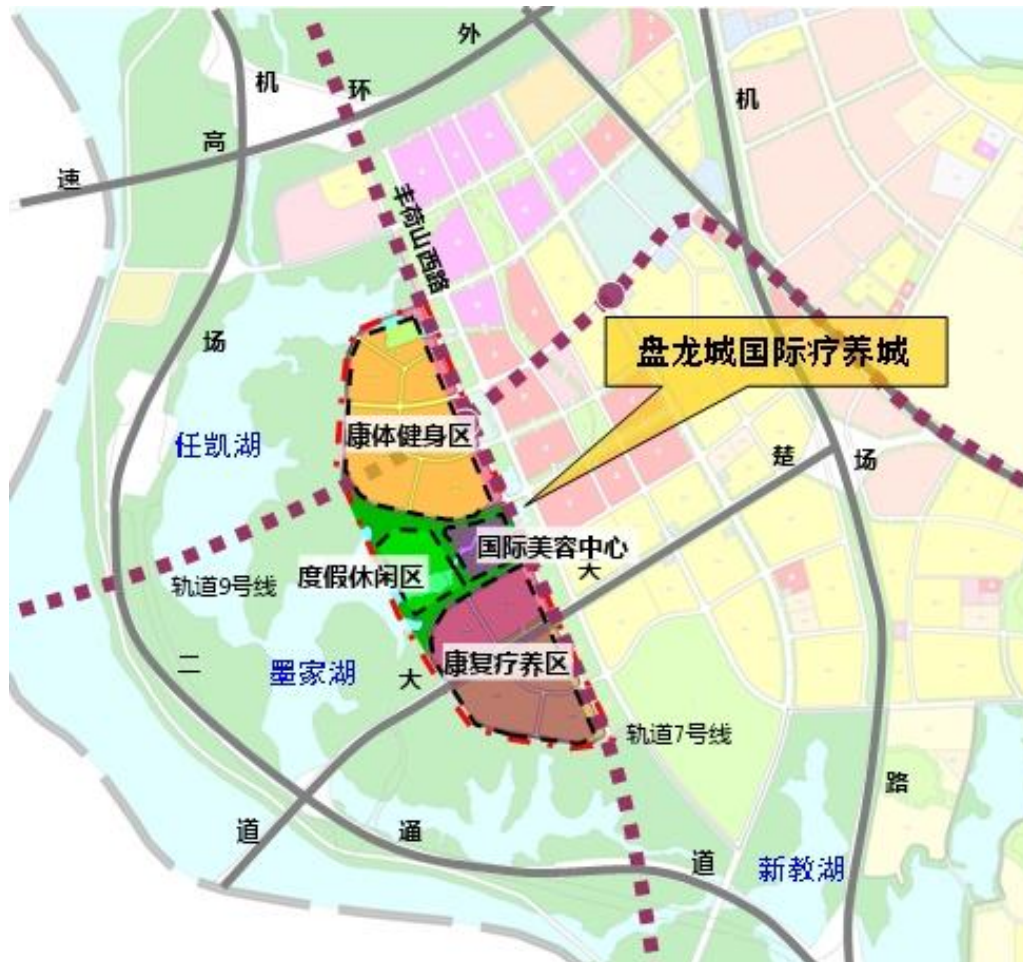 外
环
高
速
机
场
二
通
道
机
场
路
丰荷山西路
盘龙城国际疗养城
康体健身区
任凯湖
楚
大
大
道
国际美容中心
度假休闲区
轨道9号线
墨家湖
康复疗养区
轨道7号线
新教湖